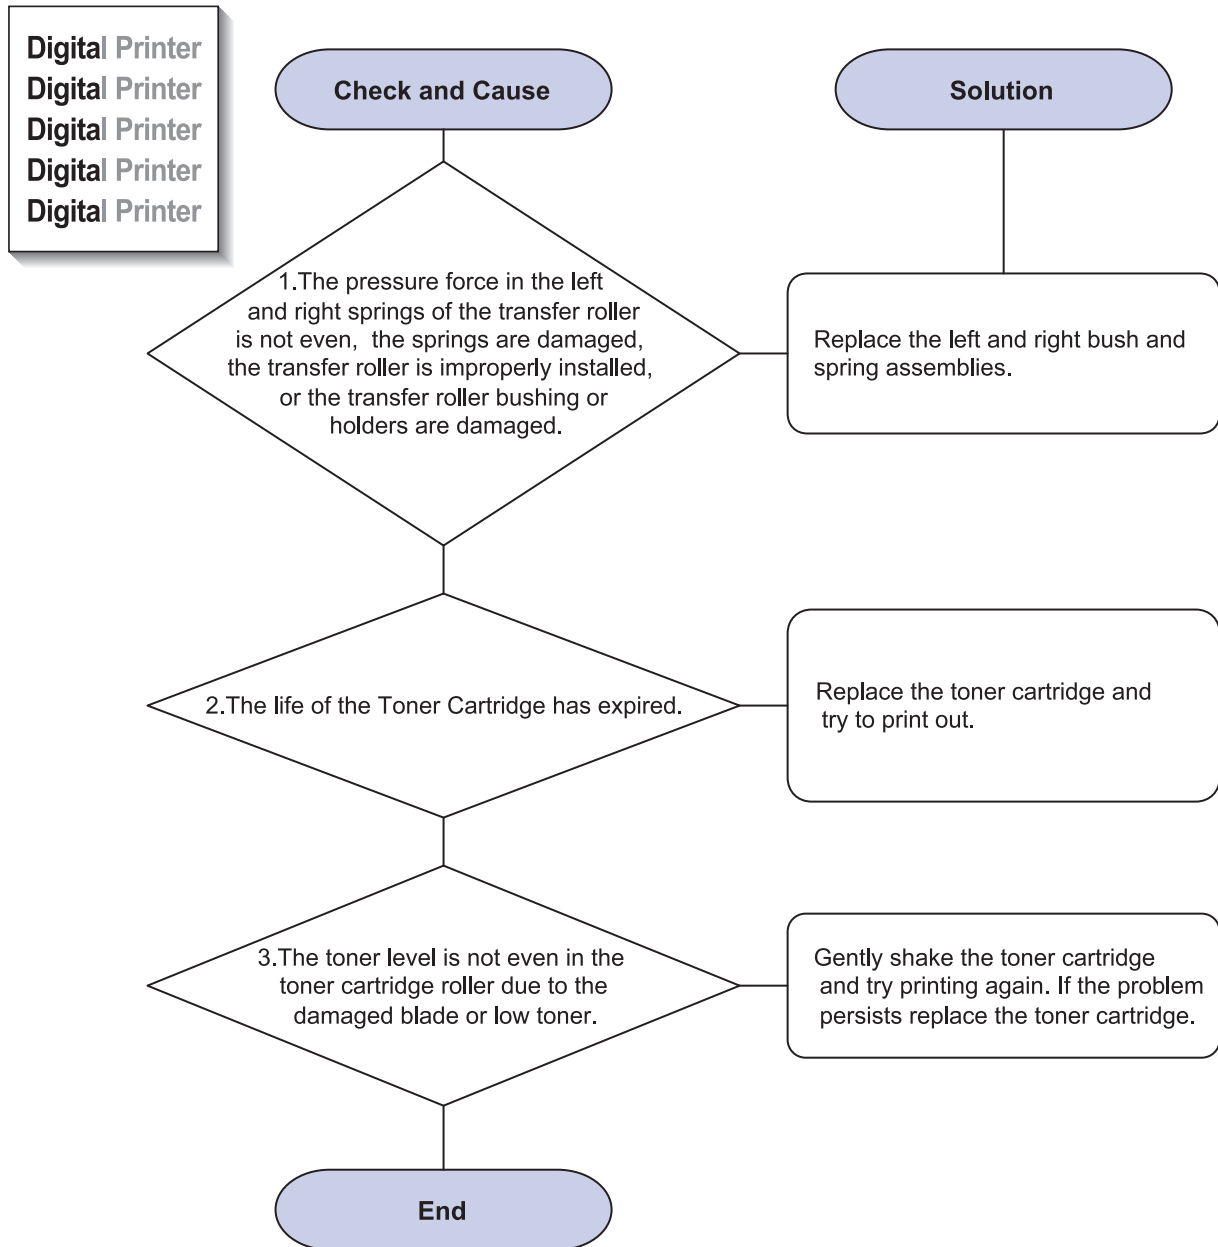 Digital Printer
Digital Printer
Digital Printer
Digital Printer
Digital Printer
Check and Cause
Solution
1.The pressure force in the left
and right springs of the transfer roller
is not even, the springs are damaged,
the transfer roller is improperly installed,
or the transfer roller bushing or
holders are damaged.
Replace the left and right bush and
spring assemblies.
2.The life of the Toner Cartridge has expired.
Replace the toner cartridge and
try to print out.
3.The toner level is not even in the
toner cartridge roller due to the
damaged blade or low toner.
Gently shake the toner cartridge
and try printing again. If the problem
persists replace the toner cartridge.
End